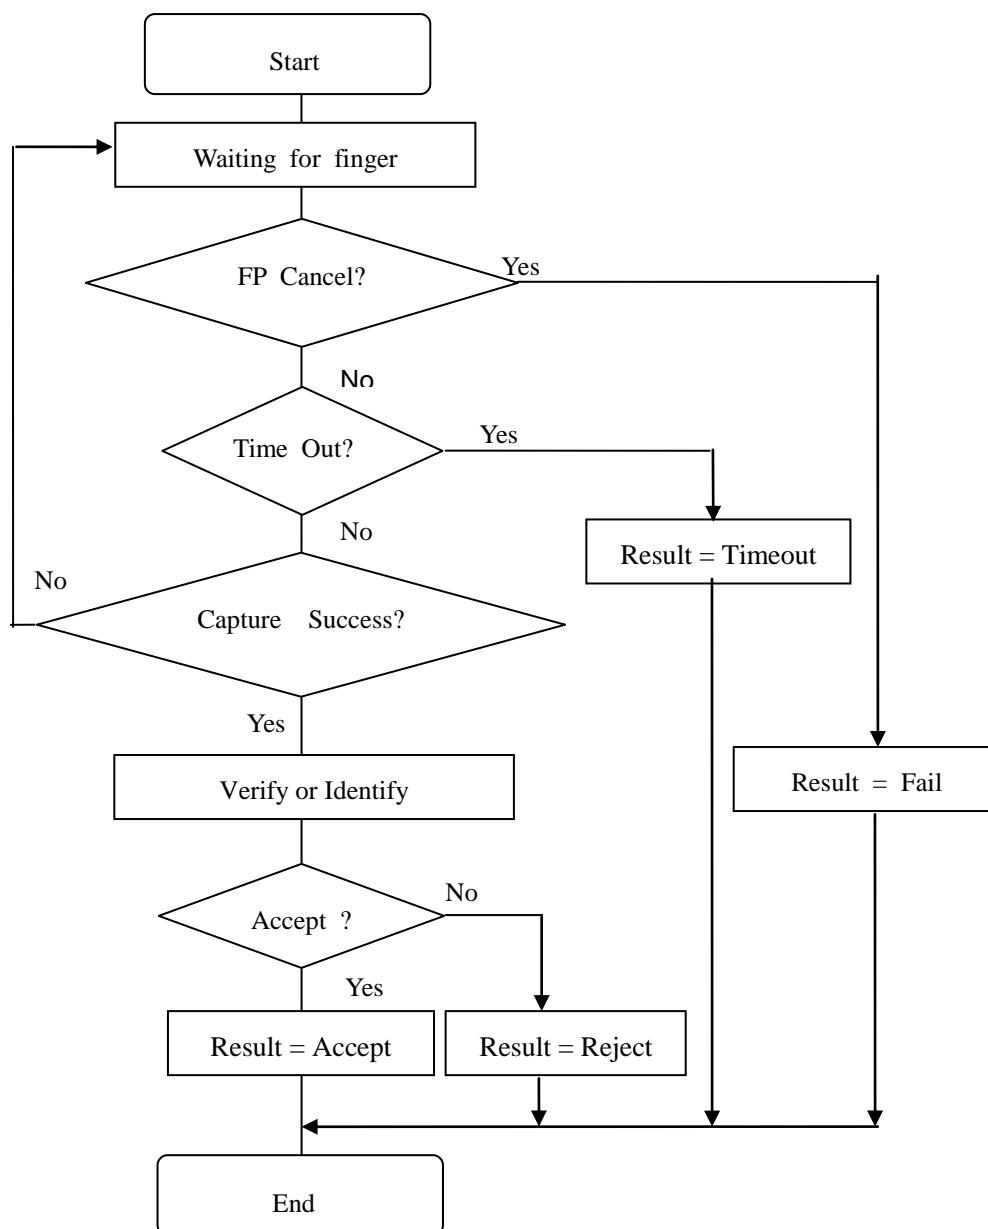 Start
Waiting for finger
FP Cancel?
Yes
No
Time Out?
Yes
No
Result = Timeout
No
Capture Success?
Yes
Verify or Identify
Result = Fail
No
Accept ?
Yes
Result = Accept
Result = Reject
End